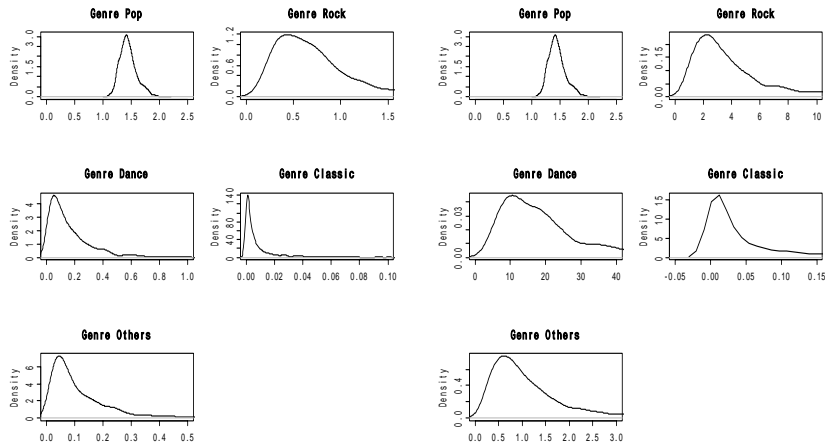 Genre Pop
Density
0.0 1.5 3.0
0.0 0.5 1.0 1.5 2.0 2.5
Genre Rock
Density
0.0 0.6 1.2
0.0 0.5 1.0 1.5
Genre Pop
Density
0.0 1.5 3.0
0.0 0.5 1.0 1.5 2.0 2.5
Genre Rock
Density
0.00 0.15
0 2 4 6 8 10
Genre Dance
Density
0 1 2 4
0.0 0.2 0.4 0.6 0.8 1.0
Genre Classic
Density
0 40 80 140
0.00 0.02 0.04 0.06 0.08 0.10
Genre Dance
Density
0.00 0.03
0 10 20 30 40
Genre Classic
Density
0 5 15
-0.05 0.00 0.05 0.10 0.15
Genre Others
Density
0 2 4 6
0.0 0.1 0.2 0.3 0.4 0.5
Genre Others
Density
0.0 0.4
0.0 0.5 1.0 1.5 2.0 2.5 3.0